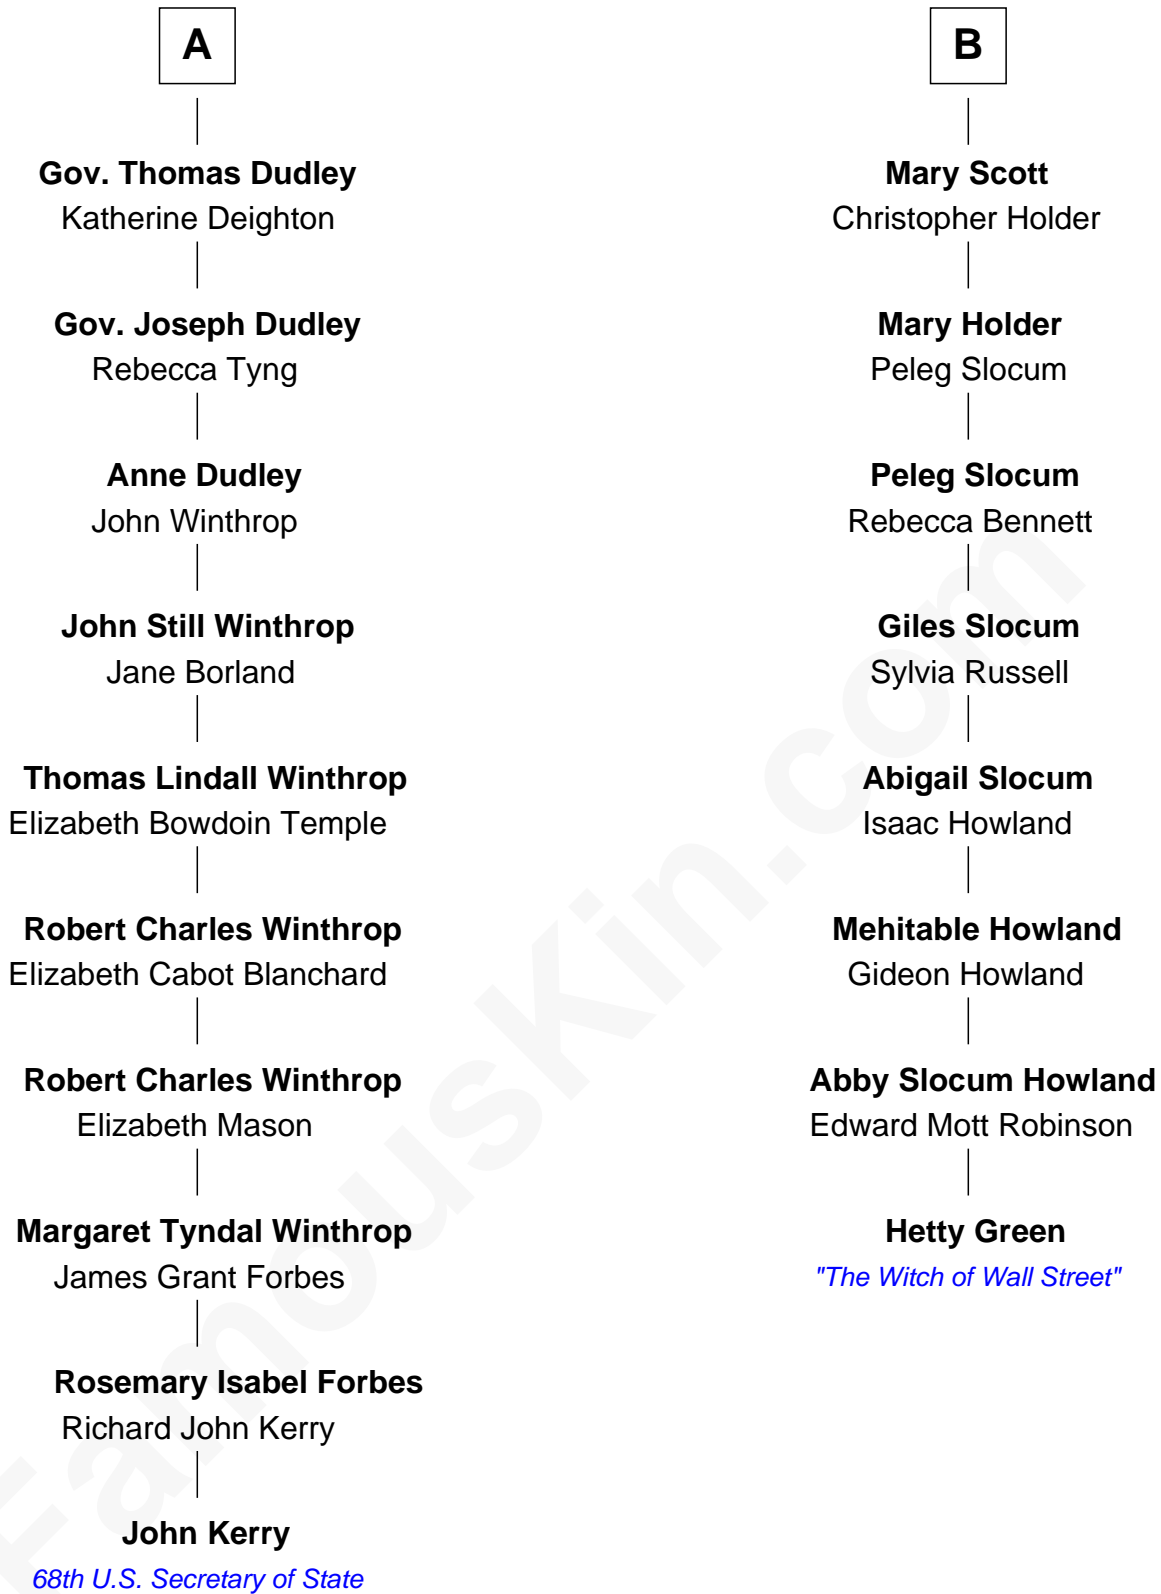 A
Gov. Thomas Dudley
Katherine Deighton
Gov. Joseph Dudley
Rebecca Tyng
Anne Dudley
John Winthrop
John Still Winthrop
Jane Borland
Thomas Lindall Winthrop
Elizabeth Bowdoin Temple
Robert Charles Winthrop
Elizabeth Cabot Blanchard
Robert Charles Winthrop
Elizabeth Mason
Margaret Tyndal Winthrop
James Grant Forbes
Rosemary Isabel Forbes
Richard John Kerry
John Kerry
68th U.S. Secretary of State
B
Mary Scott
Christopher Holder
Mary Holder
Peleg Slocum
Peleg Slocum
Rebecca Bennett
Giles Slocum
Sylvia Russell
Abigail Slocum
Isaac Howland
Mehitable Howland
Gideon Howland
Abby Slocum Howland
Edward Mott Robinson
Hetty Green
"The Witch of Wall Street"
FamousKin.com